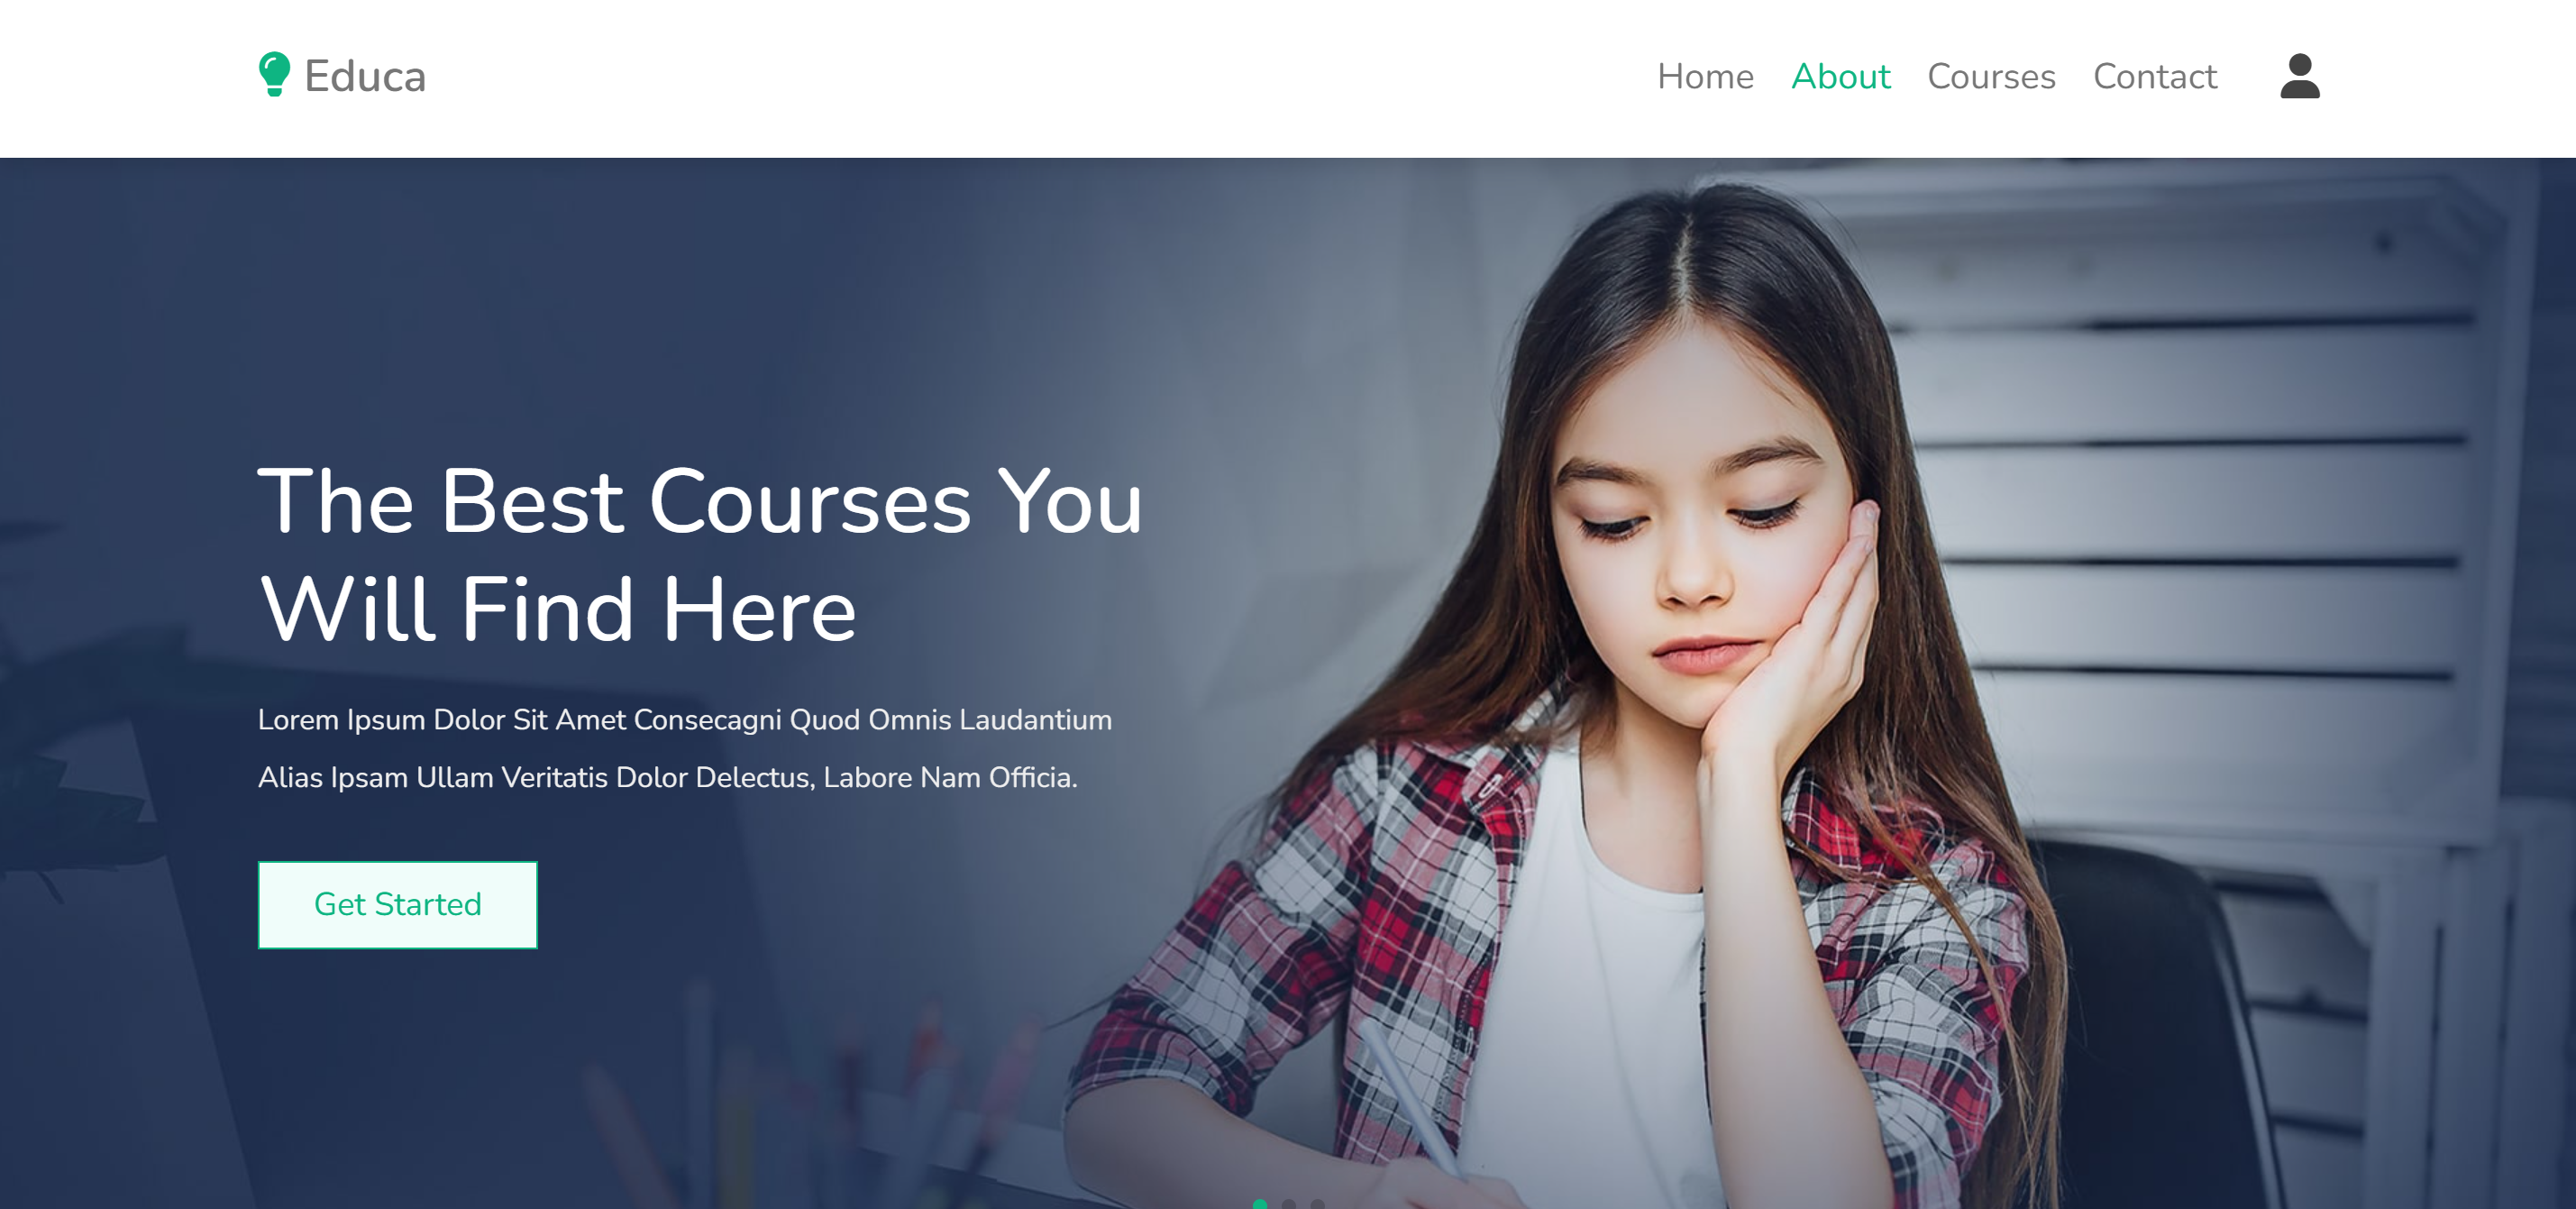 Educa
Home About Courses Contact
The Best Courses You
Will Find Here
Lorem Ipsum Dolor Sit Amet Consecagni Quod Omnis Laudantium
Alias Ipsam Ullam Veritatis Dolor Delectus, Labore Nam Officia.
Get Started